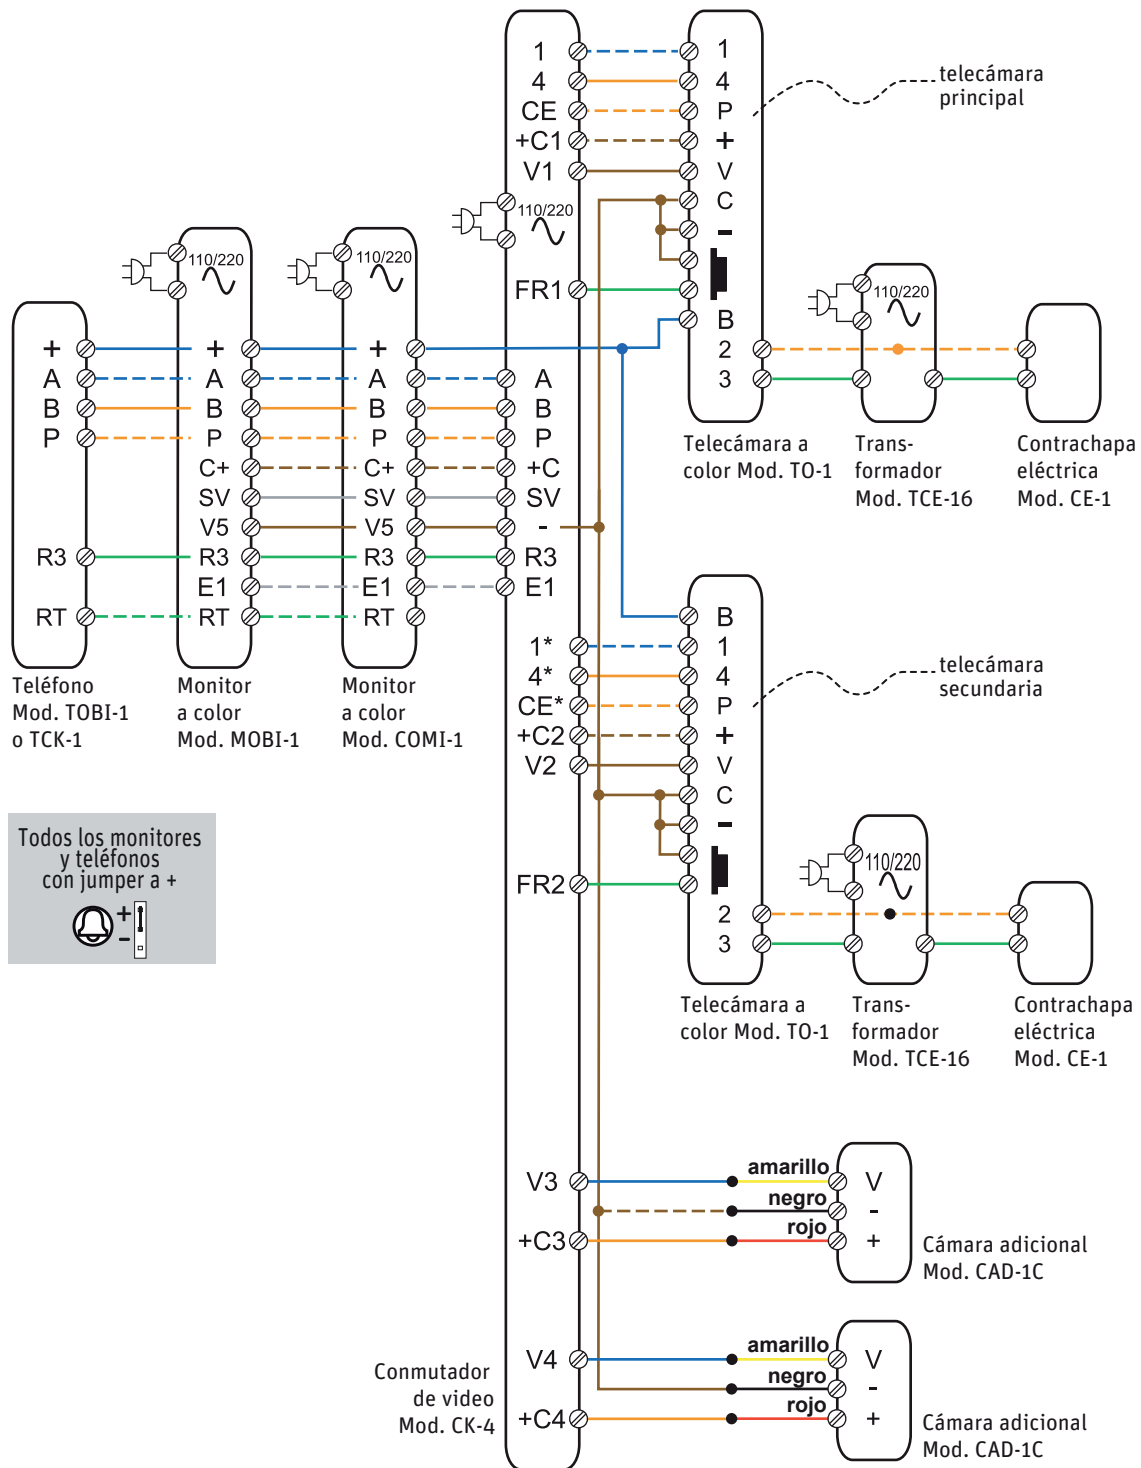 1
4
CE
+C1
V1
110/220
FR1
A
B
P
+C
SV
-
R3
E1
1*
4*
CE*
+C2
V2
FR2
V3
+C3
V4
+C4
Conmutador
de video
Mod. CK-4
1
4
P
+
V
C
-
B
2
3
telecámara
principal
Telecámara a
color Mod. TO-1
110/220
Trans-
formador
Mod. TCE-16
Contrachapa
eléctrica
Mod. CE-1
+
A
B
P
R3
RT
Teléfono
Mod. TOBI-1
o TCK-1
110/220
+
A
B
P
C+
SV
V5
R3
E1
RT
Monitor
a color
Mod. MOBI-1
110/220
+
A
B
P
C+
SV
V5
R3
E1
RT
Monitor
a color
Mod. COMI-1
B
1
4
P
+
V
C
-
2
3
telecámara
secundaria
Telecámara a
color Mod. TO-1
110/220
Trans-
formador
Mod. TCE-16
Contrachapa
eléctrica
Mod. CE-1
Todos los monitores
y teléfonos
con jumper a +
+
-
amarillo
negro
rojo
V
-
+
Cámara adicional
Mod. CAD-1C
amarillo
negro
rojo
V
-
+
Cámara adicional
Mod. CAD-1C